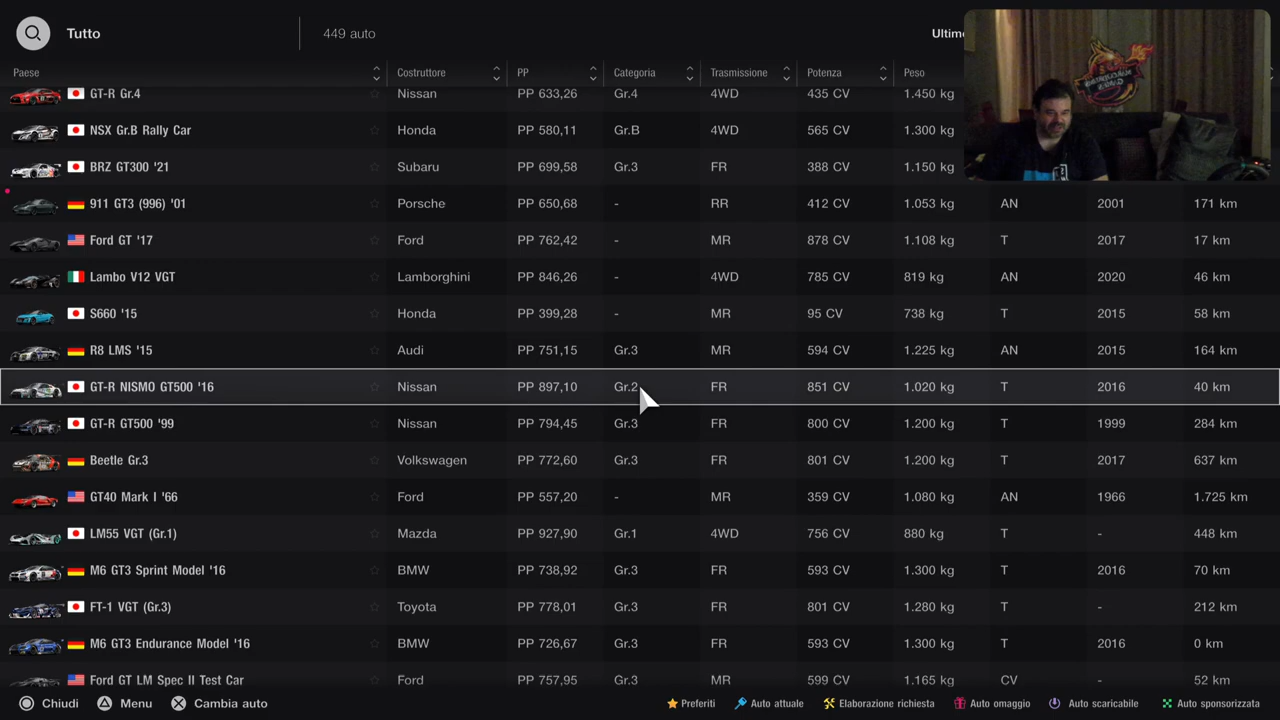 Tutto 449 auto Ultime
Paese Costruttore PP Categoria Trasmissione Potenza Peso
GT-R Gr.4 Nissan PP 633,26 Gr.4 4WD 435 CV 1.450 kg
NSX Gr.B Rally Car Honda PP 580,11 Gr.B 4WD 565 CV 1.300 kg
BRZ GT300 '21 Subaru PP 699,58 Gr.3 FR 388 CV 1.150 kg
911 GT3 (996) '01 Porsche PP 650,68 - RR 412 CV 1.053 kg AN 2001 171 km
Ford GT '17 Ford PP 762,42 - MR 878 CV 1.108 kg T 2017 17 km
Lambo V12 VGT Lamborghini PP 846,26 - 4WD 785 CV 819 kg AN 2020 46 km
S660 '15 Honda PP 399,28 - MR 95 CV 738 kg T 2015 58 km
R8 LMS '15 Audi PP 751,15 Gr.3 MR 594 CV 1.225 kg AN 2015 164 km
GT-R NISMO GT500 '16 Nissan PP 897,10 Gr.2 FR 851 CV 1.020 kg T 2016 40 km
GT-R GT500 '99 Nissan PP 794,45 Gr.3 FR 800 CV 1.200 kg T 1999 284 km
Beetle Gr.3 Volkswagen PP 772,60 Gr.3 FR 801 CV 1.200 kg T 2017 637 km
GT40 Mark I '66 Ford PP 557,20 - MR 359 CV 1.080 kg AN 1966 1.725 km
LM55 VGT (Gr.1) Mazda PP 927,90 Gr.1 4WD 756 CV 880 kg T - 448 km
M6 GT3 Sprint Model '16 BMW PP 738,92 Gr.3 FR 593 CV 1.300 kg T 2016 70 km
FT-1 VGT (Gr.3) Toyota PP 778,01 Gr.3 FR 801 CV 1.280 kg T - 212 km
M6 GT3 Endurance Model '16 BMW PP 726,67 Gr.3 FR 593 CV 1.300 kg T 2016 0 km
Ford GT LM Spec II Test Car Ford PP 757,95 Gr.3 MR 599 CV 1.165 kg CV - 52 km
Chiudi Menu Cambia auto Preferiti Auto attuale Elaborazione richiesta Auto omaggio Auto scaricabile Auto sponsorizzata